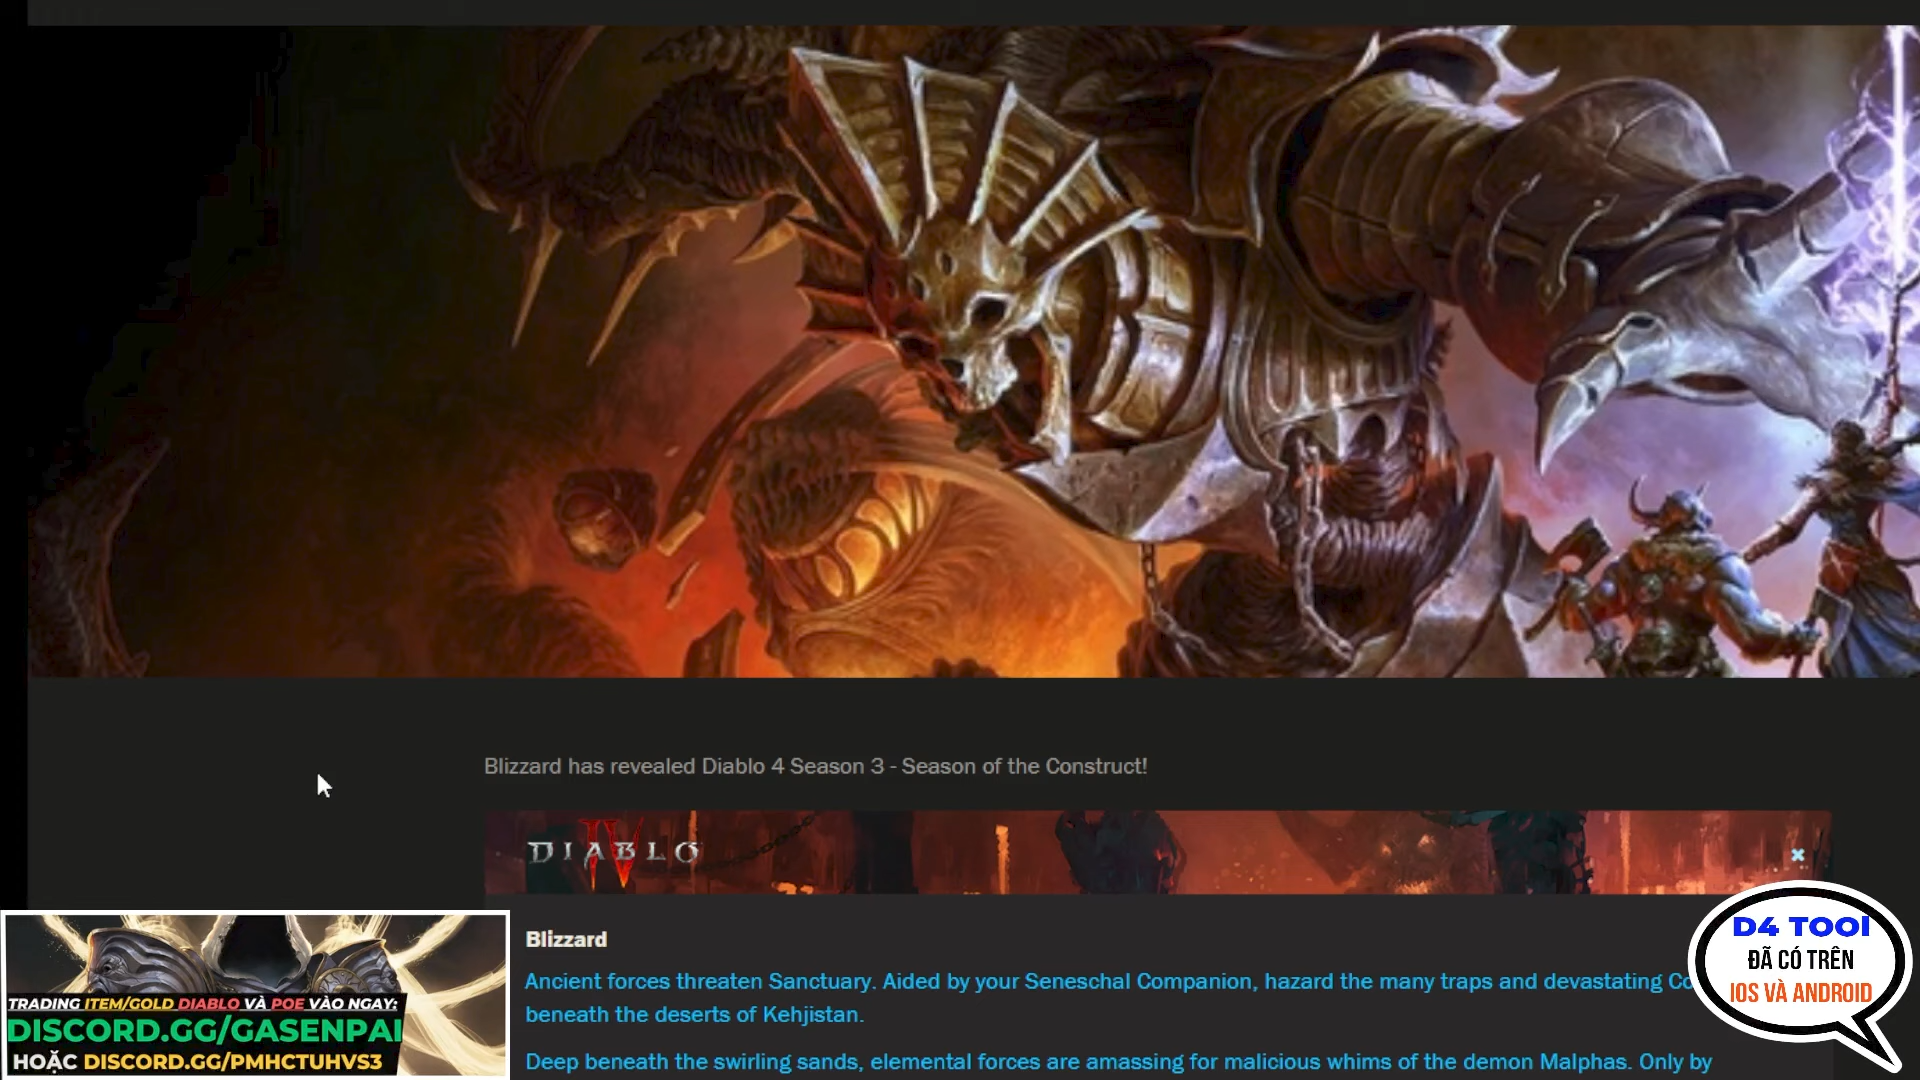 Blizzard has revealed Diablo 4 Season 3 - Season of the Construct!
DIABLO
IV
Blizzard
Ancient forces threaten Sanctuary. Aided by your Seneschal Companion, hazard the many traps and devastating Co
beneath the deserts of Kehjistan.
Deep beneath the swirling sands, elemental forces are amassing for malicious whims of the demon Malphas. Only by
TRADING ITEM/GOLD DIABLO VÀ POE VÀO NGAY:
DISCORD.GG/GASENPAI
HOẶC DISCORD.GG/PMHCTUHVS3
D4 TOOl
ĐÃ CÓ TRÊN
IOS VÀ ANDROID